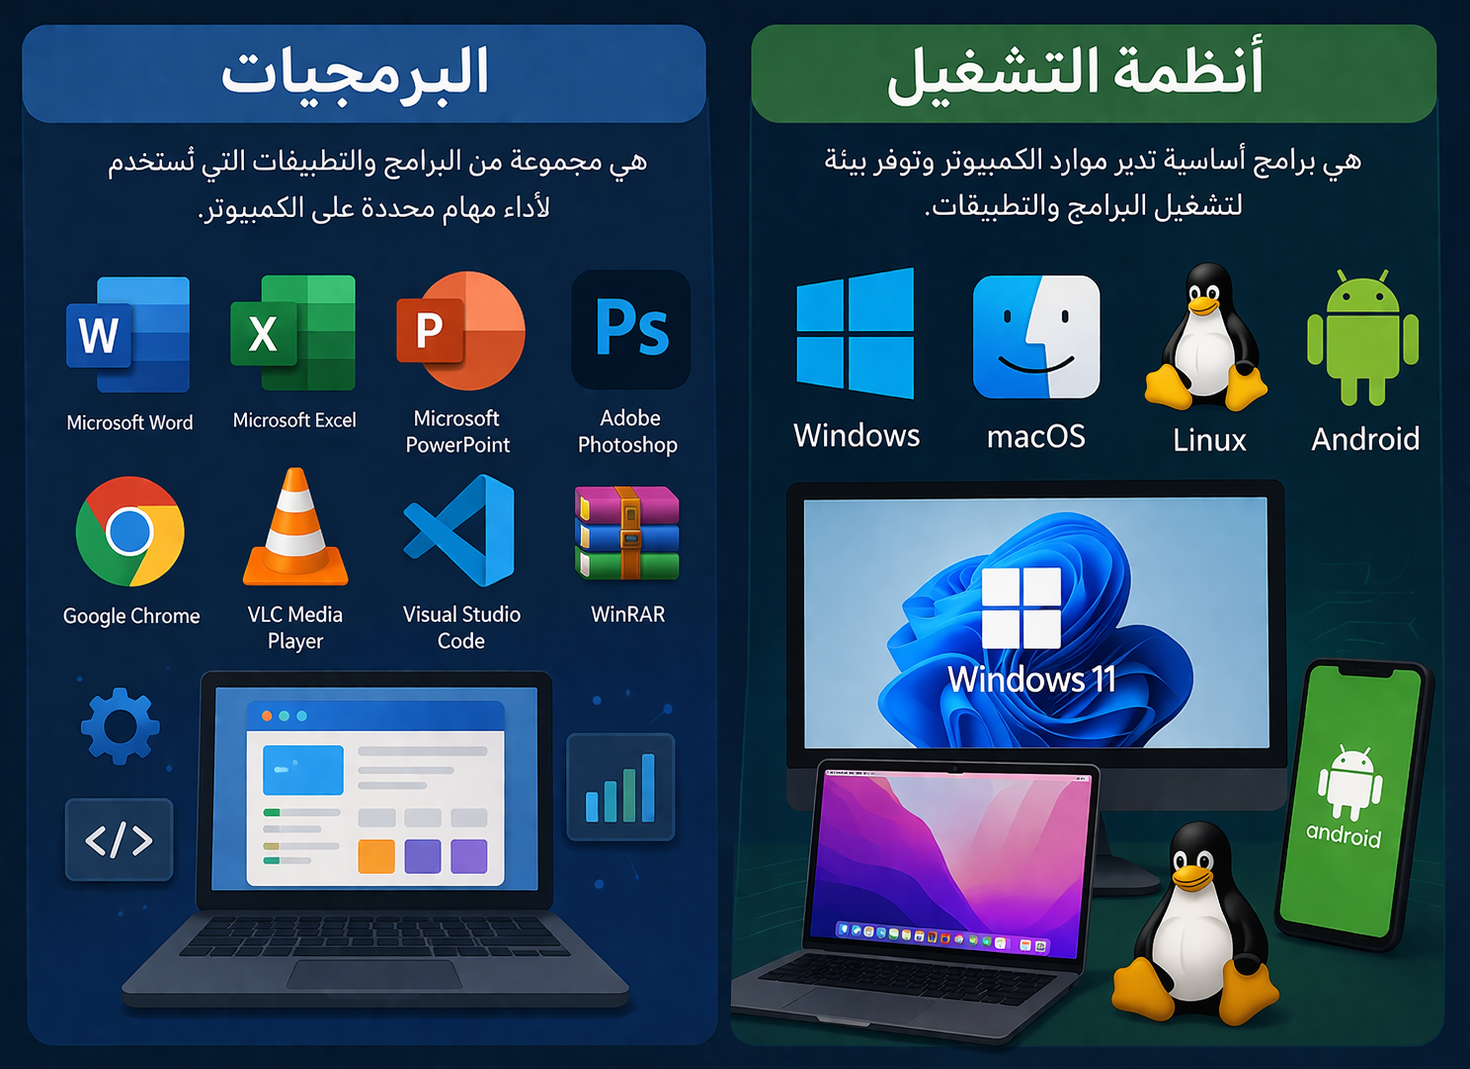 أنظمة التشغيل
هي برامج أساسية تدير موارد الكمبيوتر وتوفر بيئة
لتشغيل البرامج والتطبيقات.
Windows
macOS
Linux
Android
Windows 11
android
البرمجيات
هي مجموعة من البرامج والتطبيفات التي تُستخدم
لأداء مهام محددة على الكمبيوتر.
W
X
P
Ps
Microsoft Word
Microsoft Excel
Microsoft
PowerPoint
Adobe
Photoshop
Google Chrome
VLC Media
Player
Visual Studio
Code
WinRAR
</>